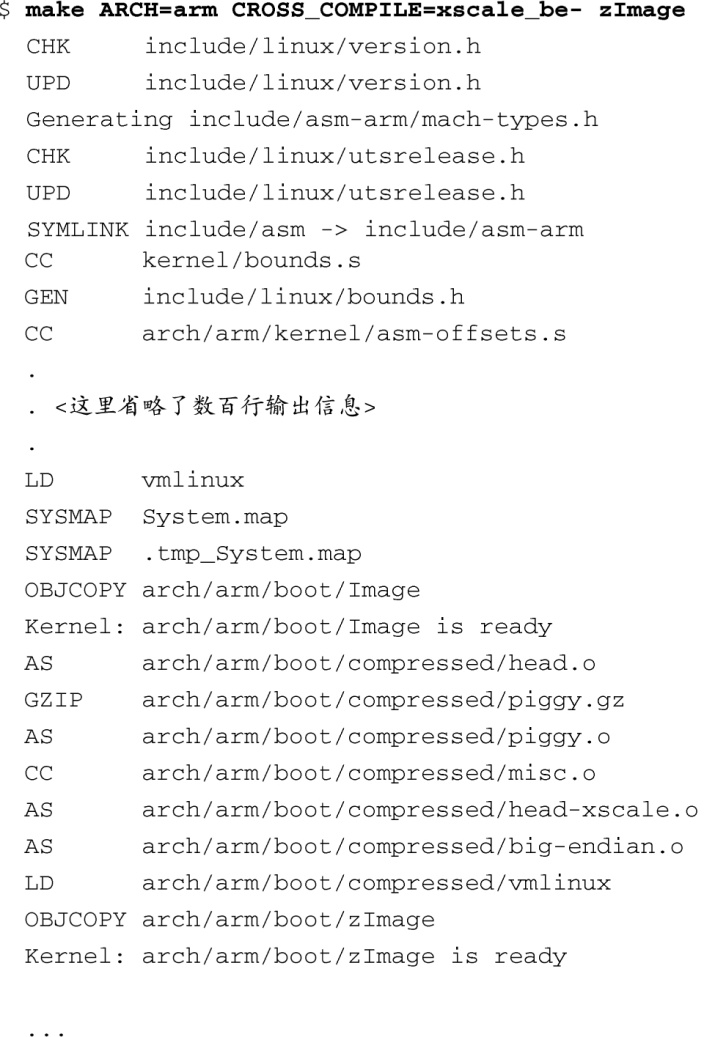 $ make ARCH=arm CROSS_COMPILE=xscale_be- zImage
CHK     include/linux/version.h
UPD     include/linux/version.h
Generating include/asm-arm/mach-types.h
CHK     include/linux/utsrelease.h
UPD     include/linux/utsrelease.h
SYMLINK include/asm -> include/asm-arm
CC      kernel/bounds.s
GEN     include/linux/bounds.h
CC      arch/arm/kernel/asm-offsets.s
.
. <这里省略了数百行输出信息>
.
LD      vmlinux
SYSMAP  System.map
SYSMAP  .tmp_System.map
OBJCOPY arch/arm/boot/Image
Kernel: arch/arm/boot/Image is ready
AS      arch/arm/boot/compressed/head.o
GZIP    arch/arm/boot/compressed/piggy.gz
AS      arch/arm/boot/compressed/piggy.o
CC      arch/arm/boot/compressed/misc.o
AS      arch/arm/boot/compressed/head-xscale.o
AS      arch/arm/boot/compressed/big-endian.o
LD      arch/arm/boot/compressed/vmlinux
OBJCOPY arch/arm/boot/zImage
Kernel: arch/arm/boot/zImage is ready
...